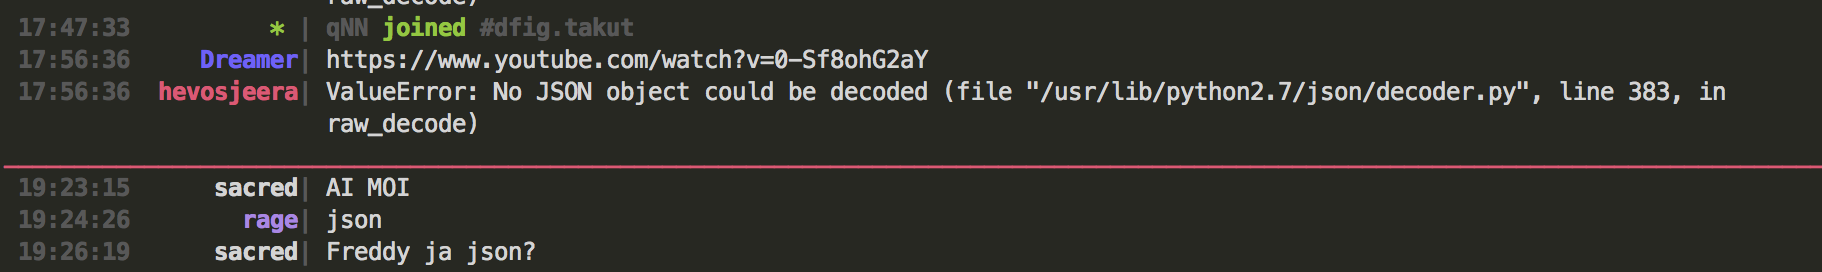 raw_decode)
17:47:33 * | qNN joined #dfig.takut
17:56:36 Dreamer| https://www.youtube.com/watch?v=0-Sf8ohG2aY
17:56:36 hevosjeera| ValueError: No JSON object could be decoded (file "/usr/lib/python2.7/json/decoder.py", line 383, in
raw_decode)
19:23:15 sacred| AI MOI
19:24:26 rage| json
19:26:19 sacred| Freddy ja json?